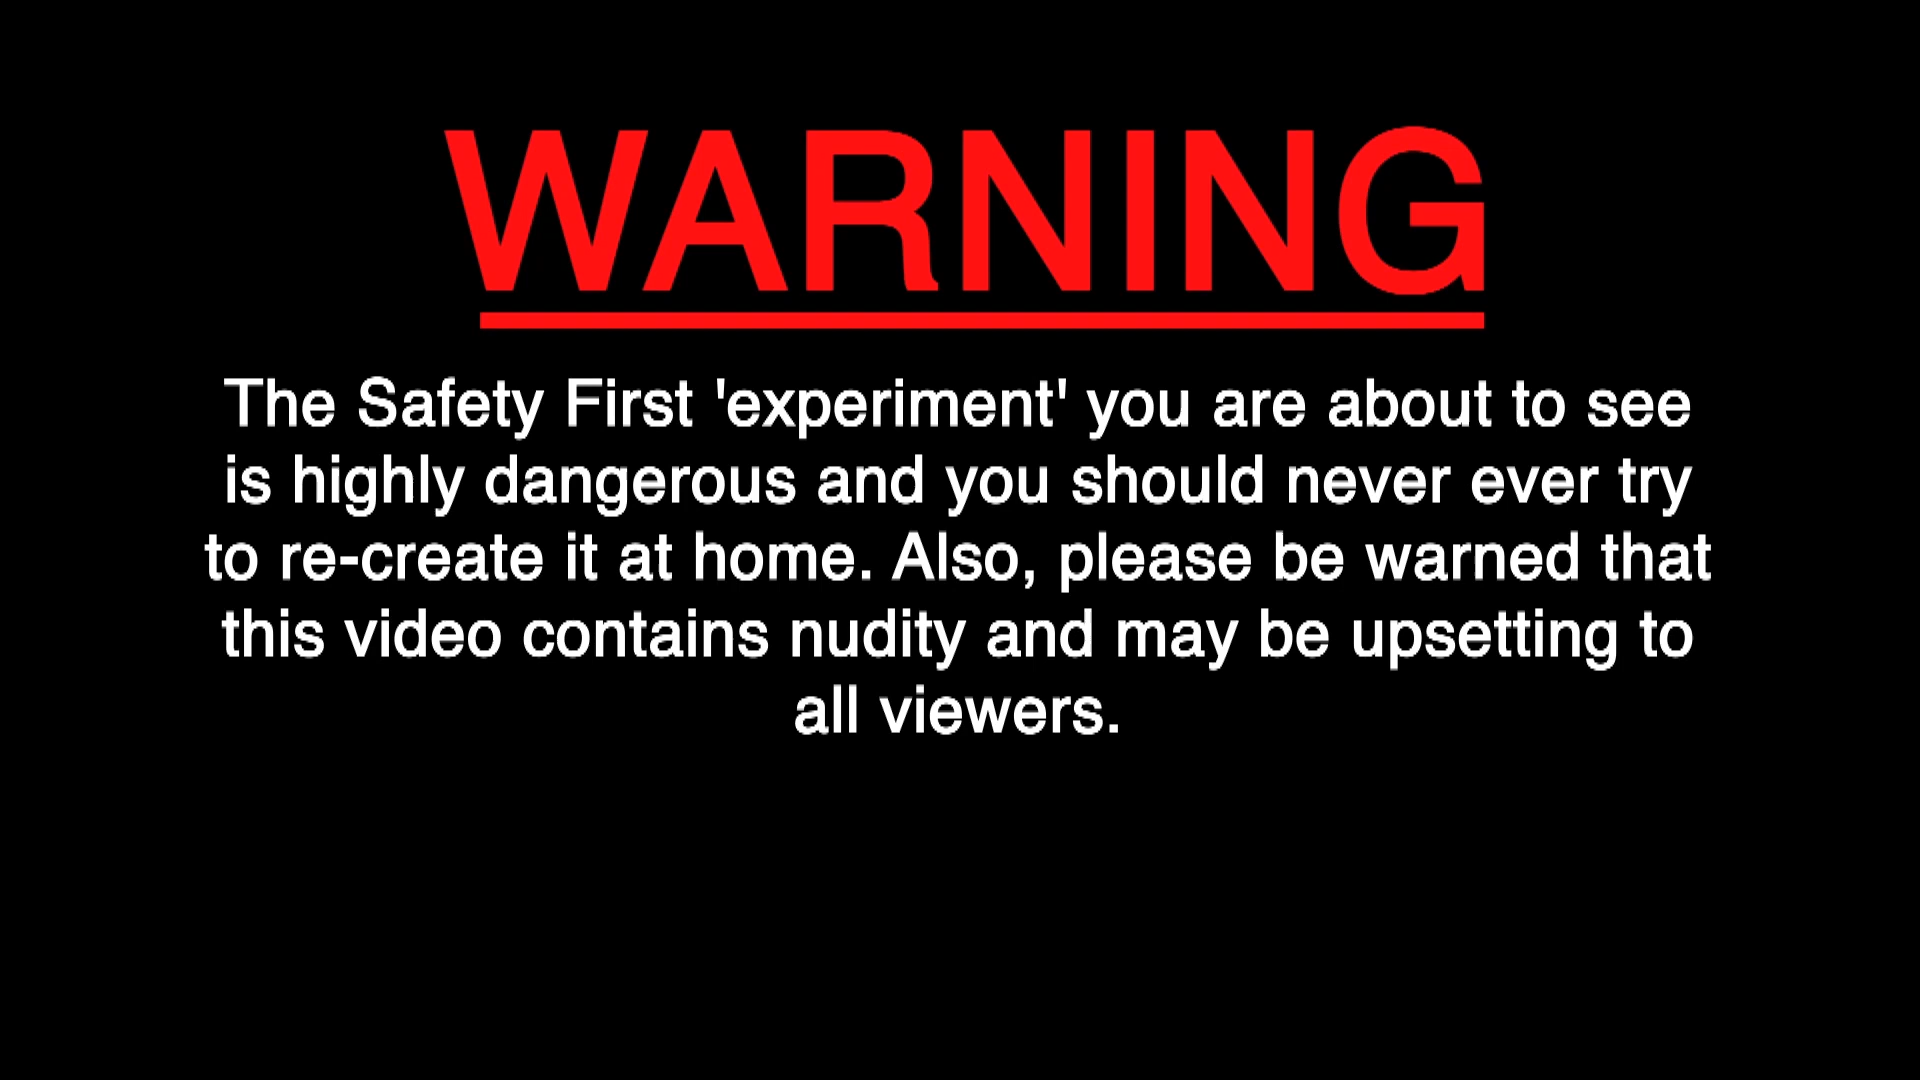 WARNING
The Safety First 'experiment' you are about to see
is highly dangerous and you should never ever try
to re-create it at home. Also, please be warned that
this video contains nudity and may be upsetting to
all viewers.